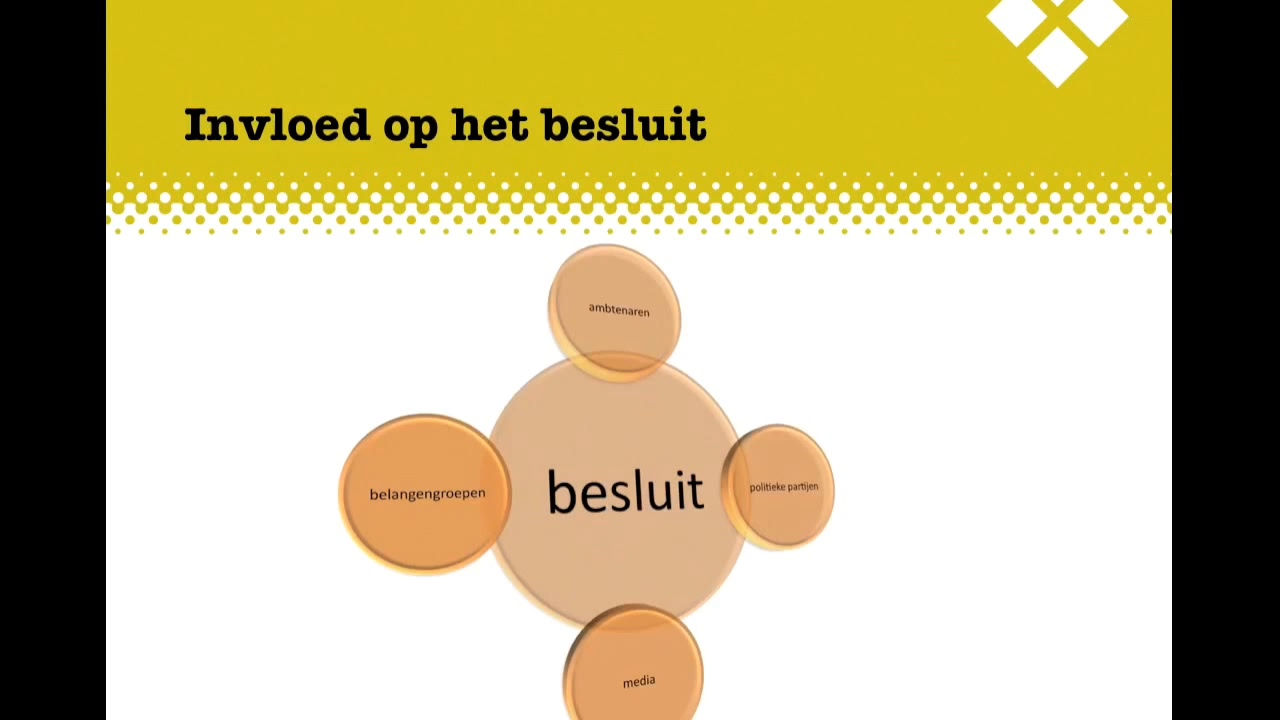 Invloed op het besluit
ambtenaren
belangengroepen
besluit
politieke partijen
media